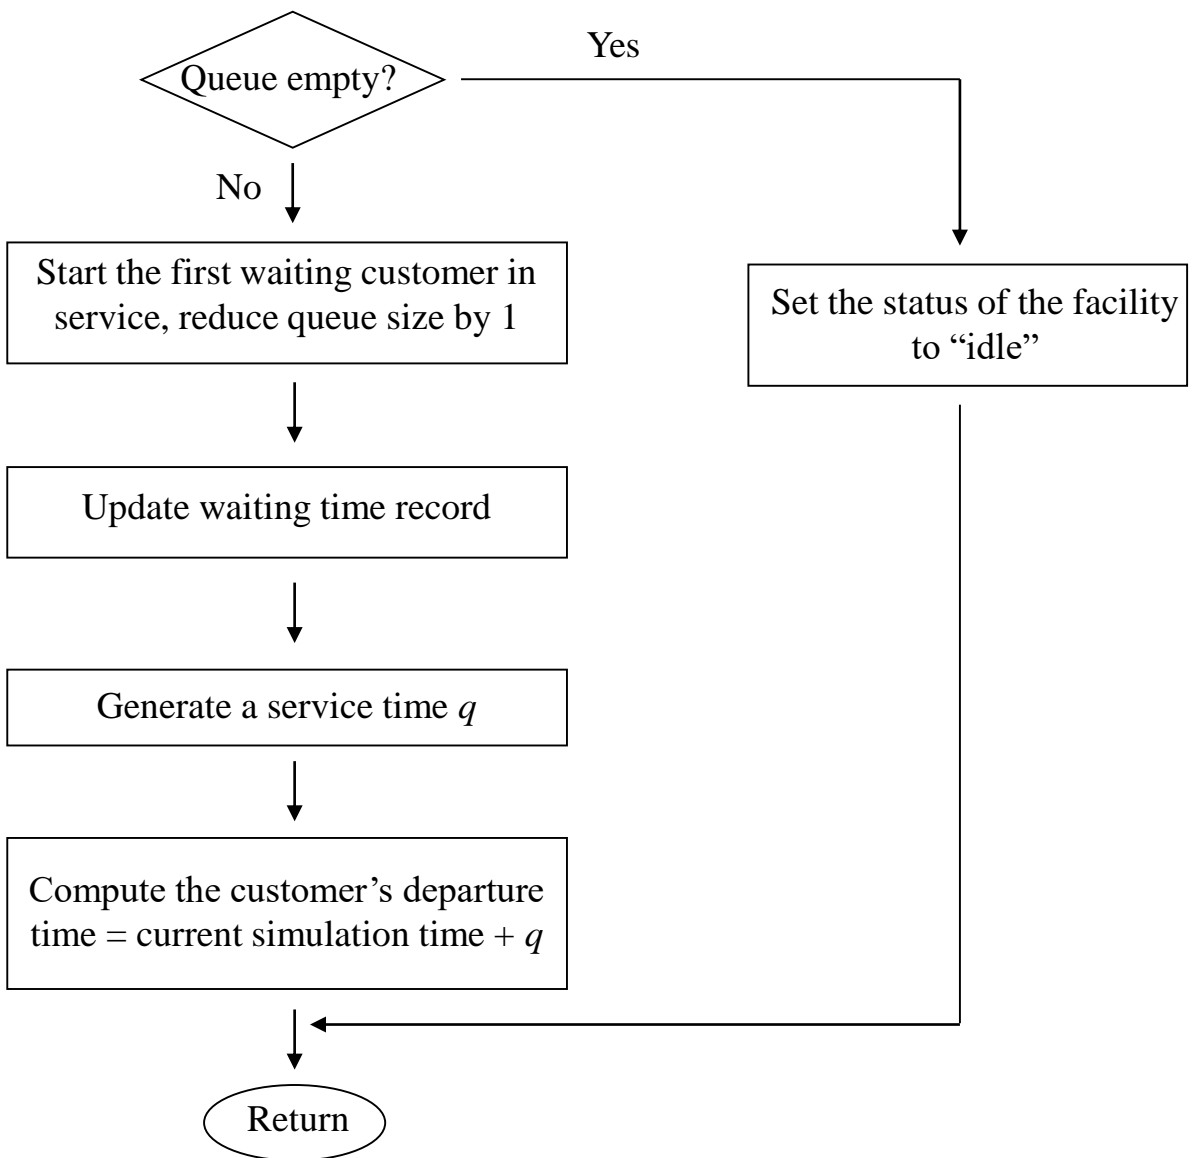 Queue empty?
Yes
No
Start the first waiting customer in
service, reduce queue size by 1
Set the status of the facility
to “idle”
Update waiting time record
Generate a service time q
Compute the customer’s departure
time = current simulation time + q
Return